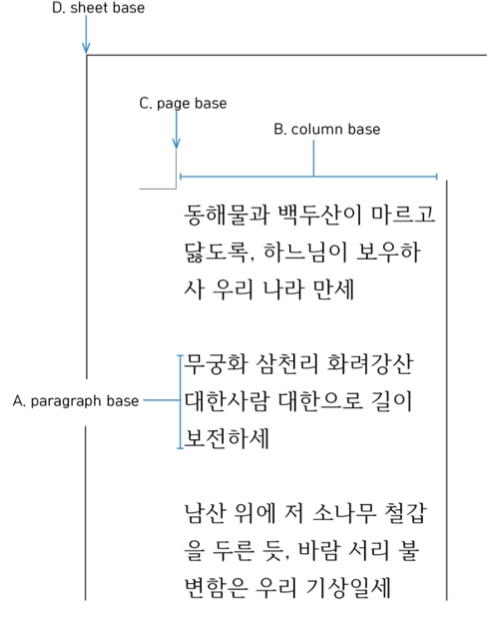 D. sheet base
C. page base
B. column base
동해물과 백두산이 마르고
닳도록, 하느님이 보우하
사 우리 나라 만세
무궁화 삼천리 화려강산
A. paragraph base
대한사람 대한으로 길이
보전하세
남산 위에 저 소나무 철갑
을 두른 듯, 바람 서리 불
변함은 우리 기상일세